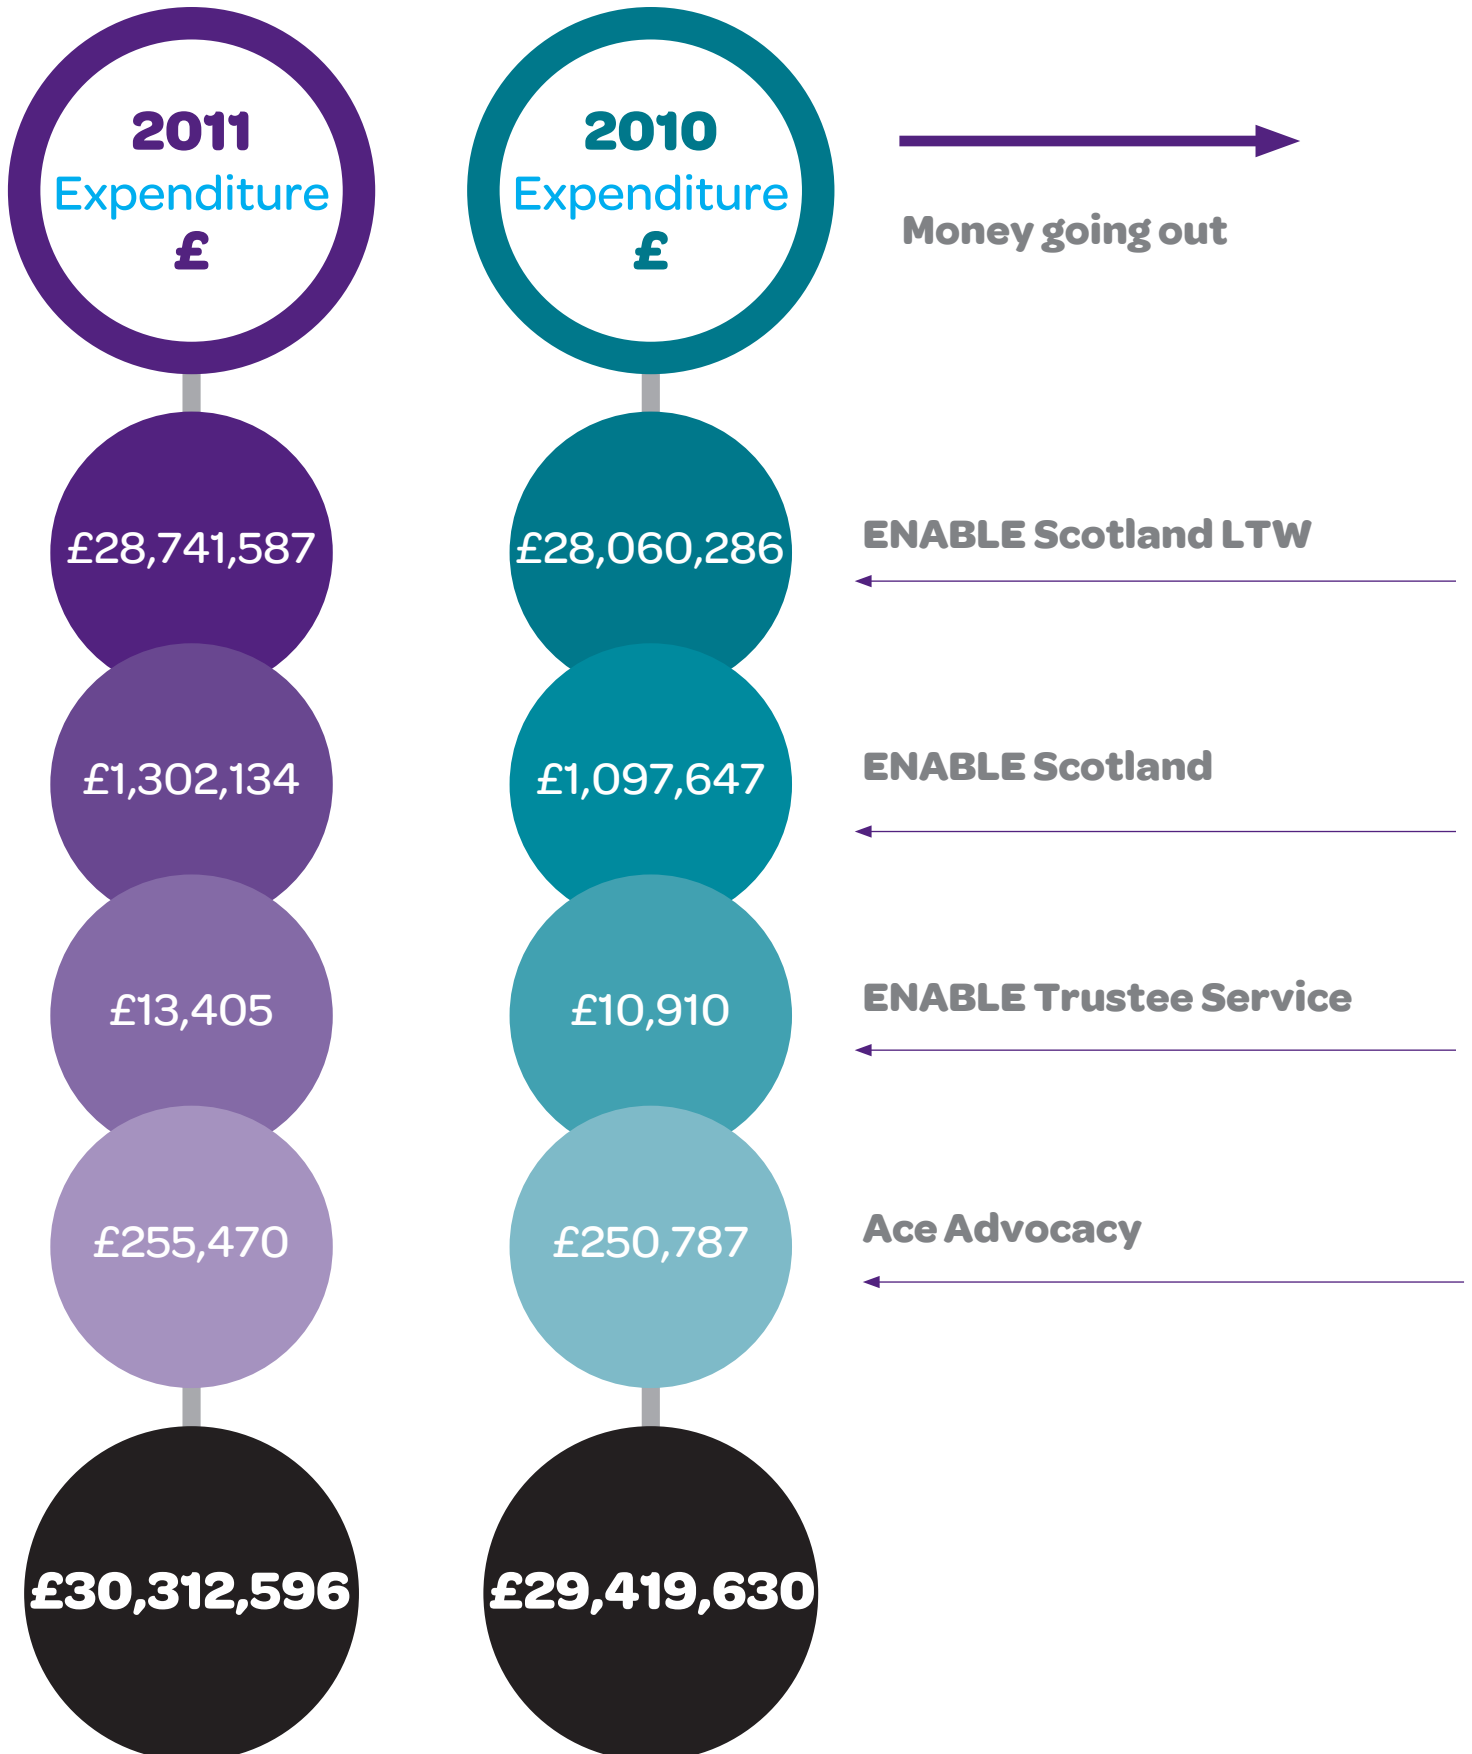 2011
Expenditure
£
2010
Expenditure
£
Money going out
£28,741,587
£28,060,286
ENABLE Scotland LTW
£1,302,134
£1,097,647
ENABLE Scotland
£13,405
£10,910
ENABLE Trustee Service
£255,470
£250,787
Ace Advocacy
£30,312,596
£29,419,630